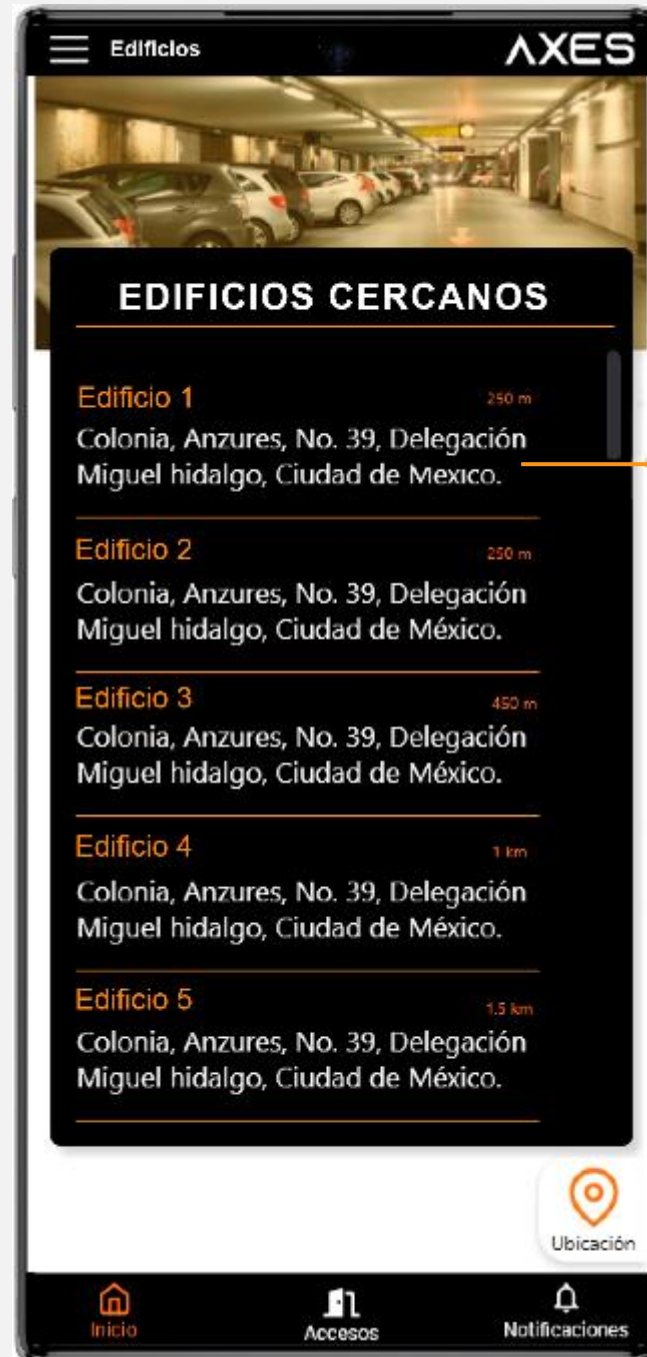 Edificios
AXES
EDIFICIOS CERCANOS
Edificio 1
250 m
Colonia, Anzures, No. 39, Delegación
Miguel hidalgo, Ciudad de Mexico.
Edificio 2
250 m
Colonia, Anzures, No. 39, Delegación
Miguel hidalgo, Ciudad de México.
Edificio 3
450 m
Colonia, Anzures, No. 39, Delegación
Miguel hidalgo, Ciudad de México.
Edificio 4
1 km
Colonia, Anzures, No. 39, Delegación
Miguel hidalgo, Ciudad de México.
Edificio 5
1.5 km
Colonia, Anzures, No. 39, Delegación
Miguel hidalgo, Ciudad de México.
Ubicación
Inicio
Accesos
Notificaciones